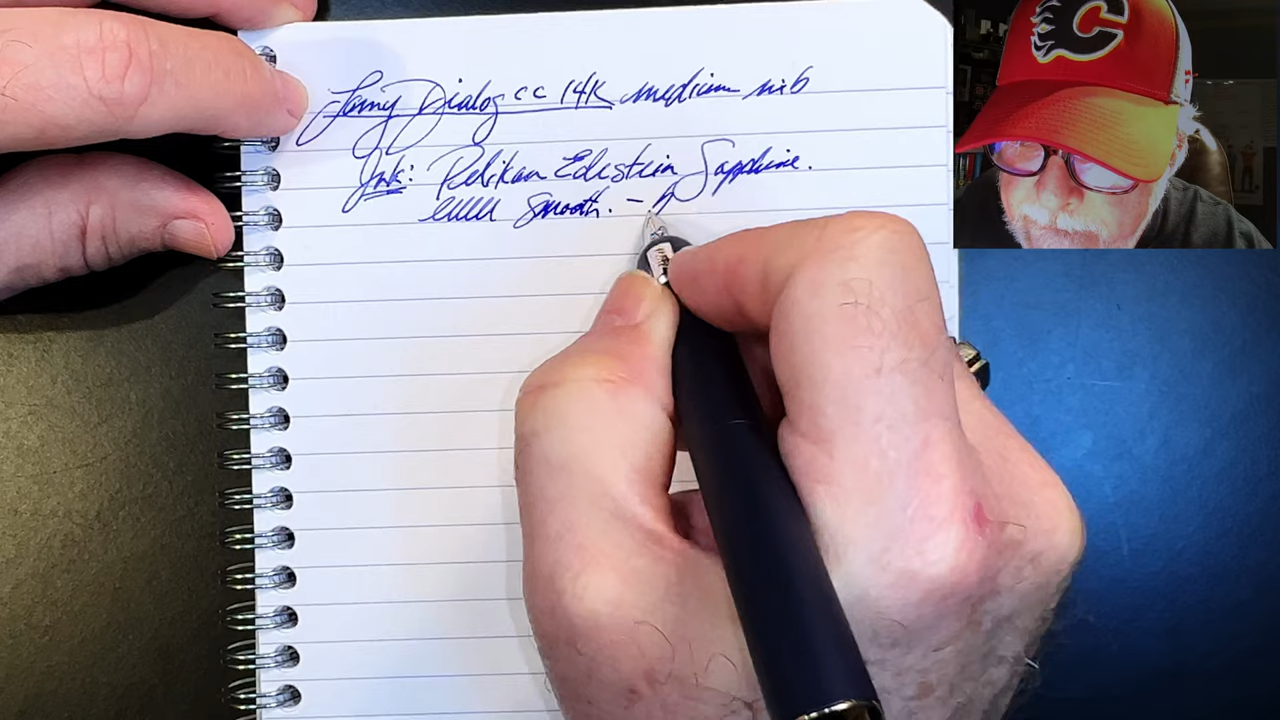 Lamy Dialog cc 14K medium nib
Ink: Pelikan Edelstein Sapphire.
Smooth. -
C